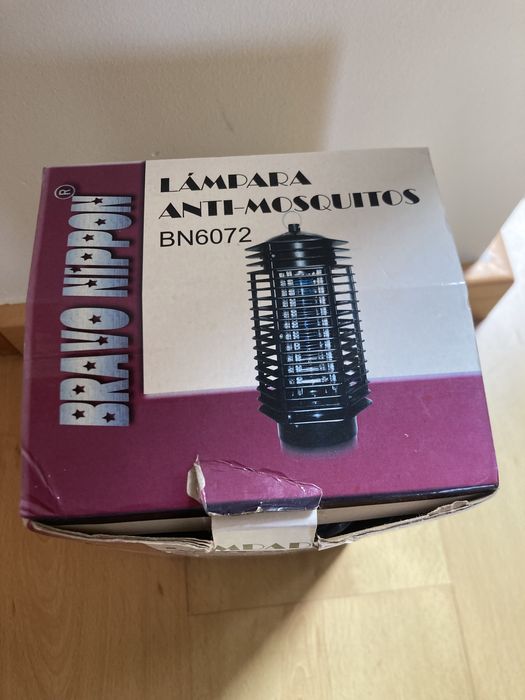 LÁMPARA
ANTI-MOSQUITOS
BN6072
BRAVO NIPPON ®